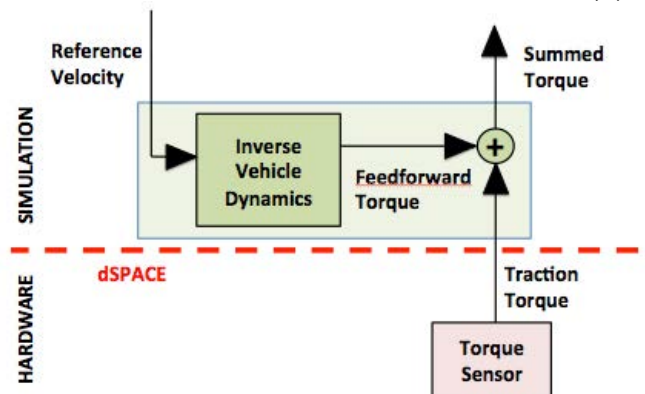 Reference
Velocity
Summed
Torque
SIMULATION
Inverse
Vehicle
Dynamics
+
Feedforward
Torque
dSPACE
HARDWARE
Traction
Torque
Torque
Sensor